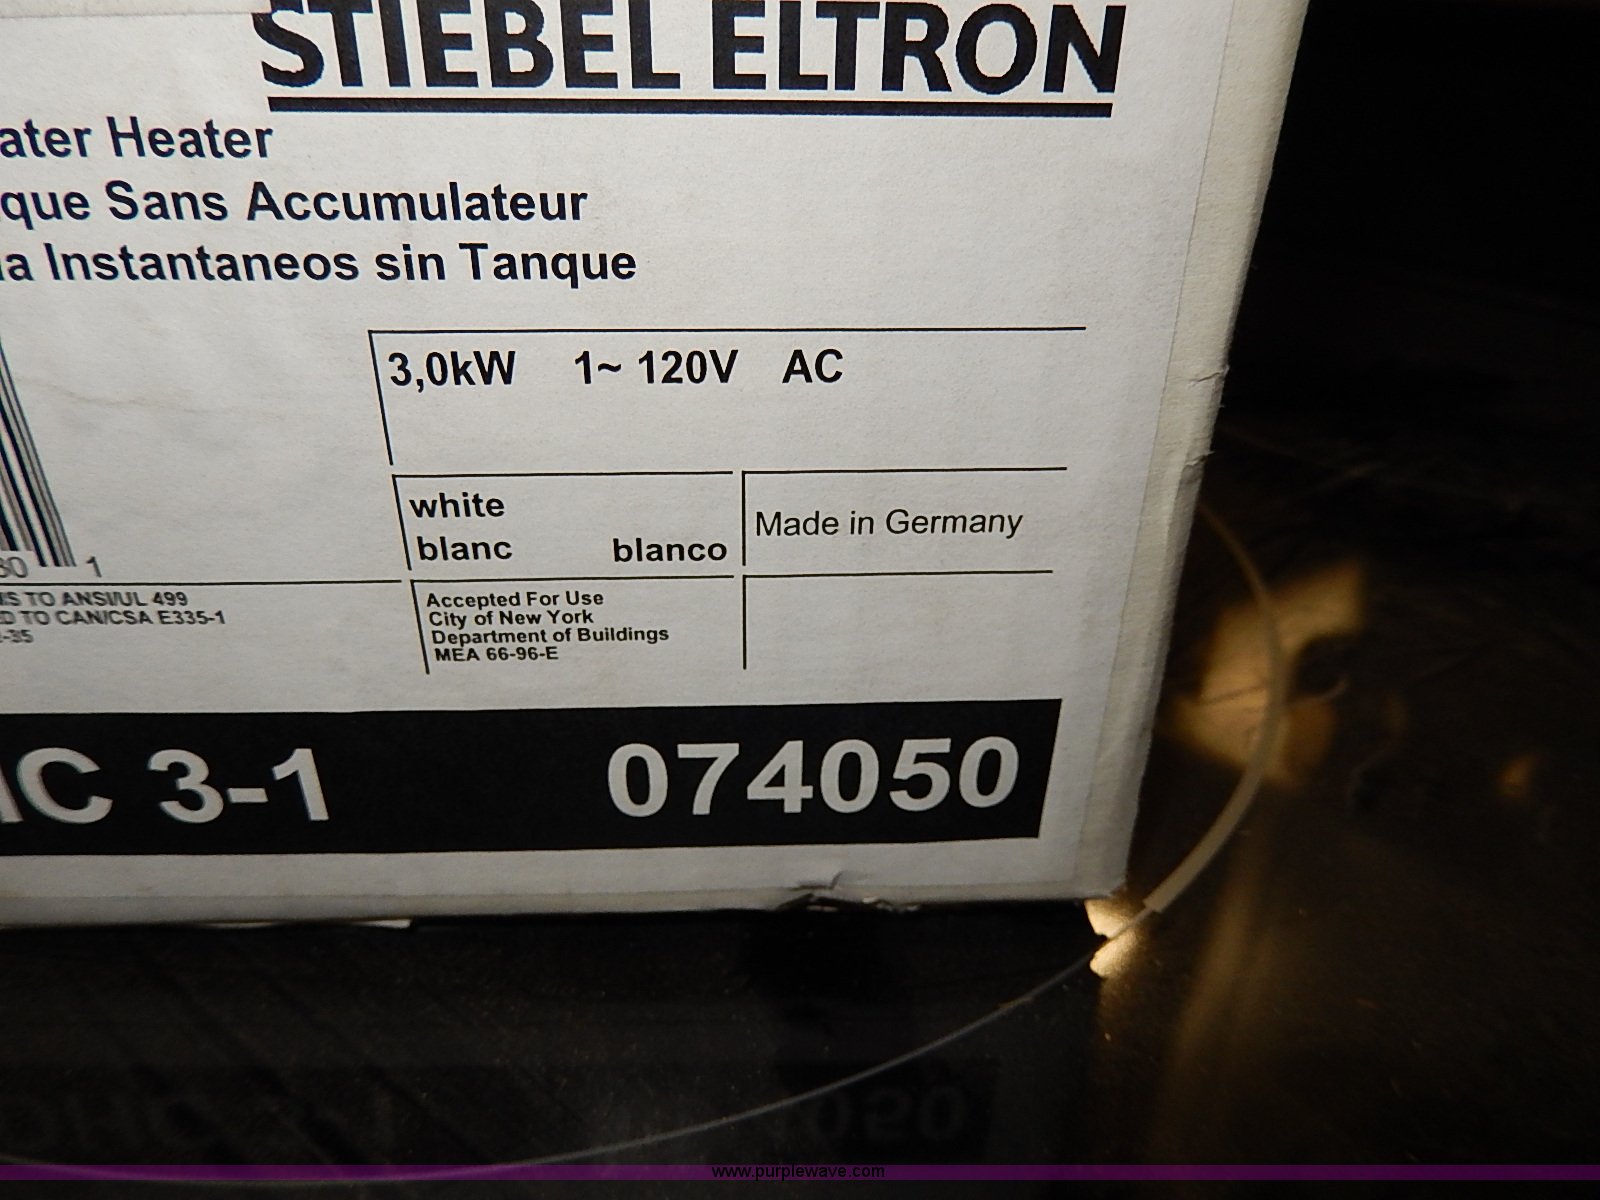 STIEBEL ELTRON
ater Heater
que Sans Accumulateur
a Instantaneos sin Tanque
3,0kW 1~ 120V AC
white
blanc blanco
Made in Germany
80 1
S TO ANSI/UL 499
D TO CAN/CSA E335-1
-35
Accepted For Use
City of New York
Department of Buildings
MEA 66-96-E
C 3-1 074050
www.purplewave.com